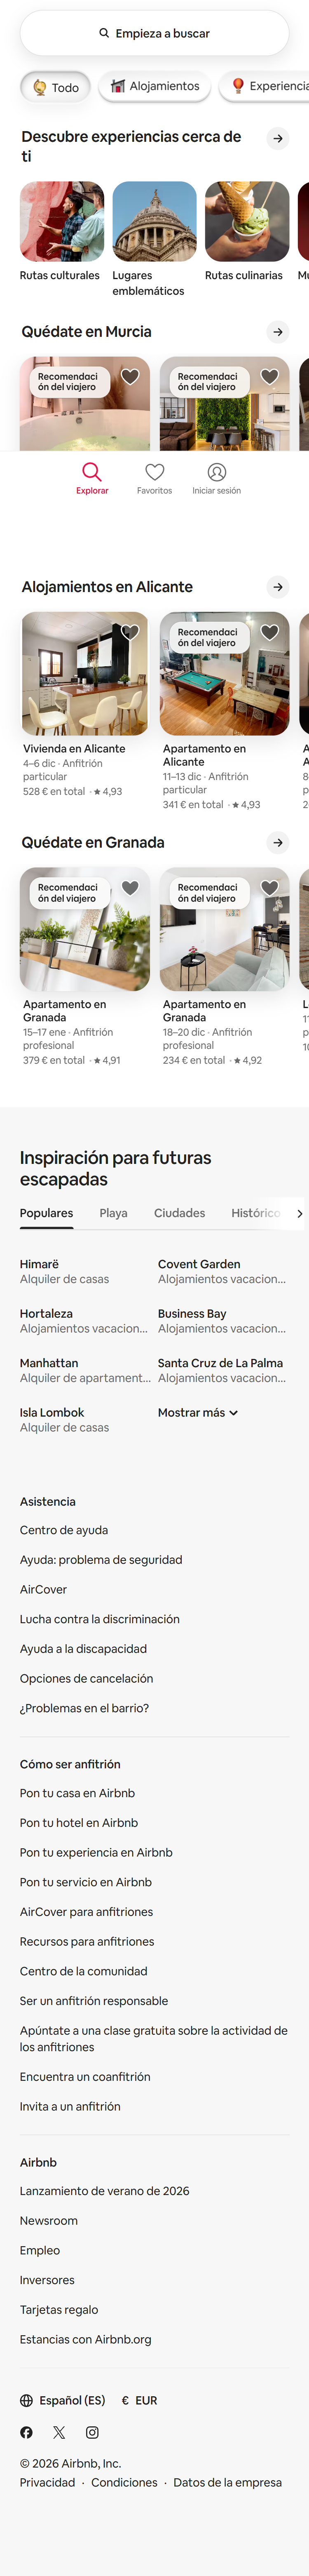 Empieza a buscar
Todo
Alojamientos
Experiencia
Descubre experiencias cerca de
ti
Rutas culturales
Lugares
emblemáticos
Rutas culinarias
Mu
Quédate en Murcia
Recomendaci
ón del viajero
Recomendaci
ón del viajero
Explorar
Favoritos
Iniciar sesión
Alojamientos en Alicante
Recomendaci
ón del viajero
Vivienda en Alicante
4–6 dic · Anfitrión
particular
528 € en total · ★ 4,93
Apartamento en
Alicante
11–13 dic · Anfitrión
particular
341 € en total · ★ 4,93
A
A
8
p
2
Quédate en Granada
Recomendaci
ón del viajero
Recomendaci
ón del viajero
Apartamento en
Granada
15–17 ene · Anfitrión
profesional
379 € en total · ★ 4,91
Apartamento en
Granada
18–20 dic · Anfitrión
profesional
234 € en total · ★ 4,92
L
1
p
1
Inspiración para futuras
escapadas
Populares
Playa
Ciudades
Histórico
Himarë
Alquiler de casas
Covent Garden
Alojamientos vacacion...
Hortaleza
Alojamientos vacacion...
Business Bay
Alojamientos vacacion...
Manhattan
Alquiler de apartament...
Santa Cruz de La Palma
Alojamientos vacacion...
Isla Lombok
Alquiler de casas
Mostrar más
Asistencia
Centro de ayuda
Ayuda: problema de seguridad
AirCover
Lucha contra la discriminación
Ayuda a la discapacidad
Opciones de cancelación
¿Problemas en el barrio?
Cómo ser anfitrión
Pon tu casa en Airbnb
Pon tu hotel en Airbnb
Pon tu experiencia en Airbnb
Pon tu servicio en Airbnb
AirCover para anfitriones
Recursos para anfitriones
Centro de la comunidad
Ser un anfitrión responsable
Apúntate a una clase gratuita sobre la actividad de
los anfitriones
Encuentra un coanfitrión
Invita a un anfitrión
Airbnb
Lanzamiento de verano de 2026
Newsroom
Empleo
Inversores
Tarjetas regalo
Estancias con Airbnb.org
Español (ES) € EUR
© 2026 Airbnb, Inc.
Privacidad · Condiciones · Datos de la empresa